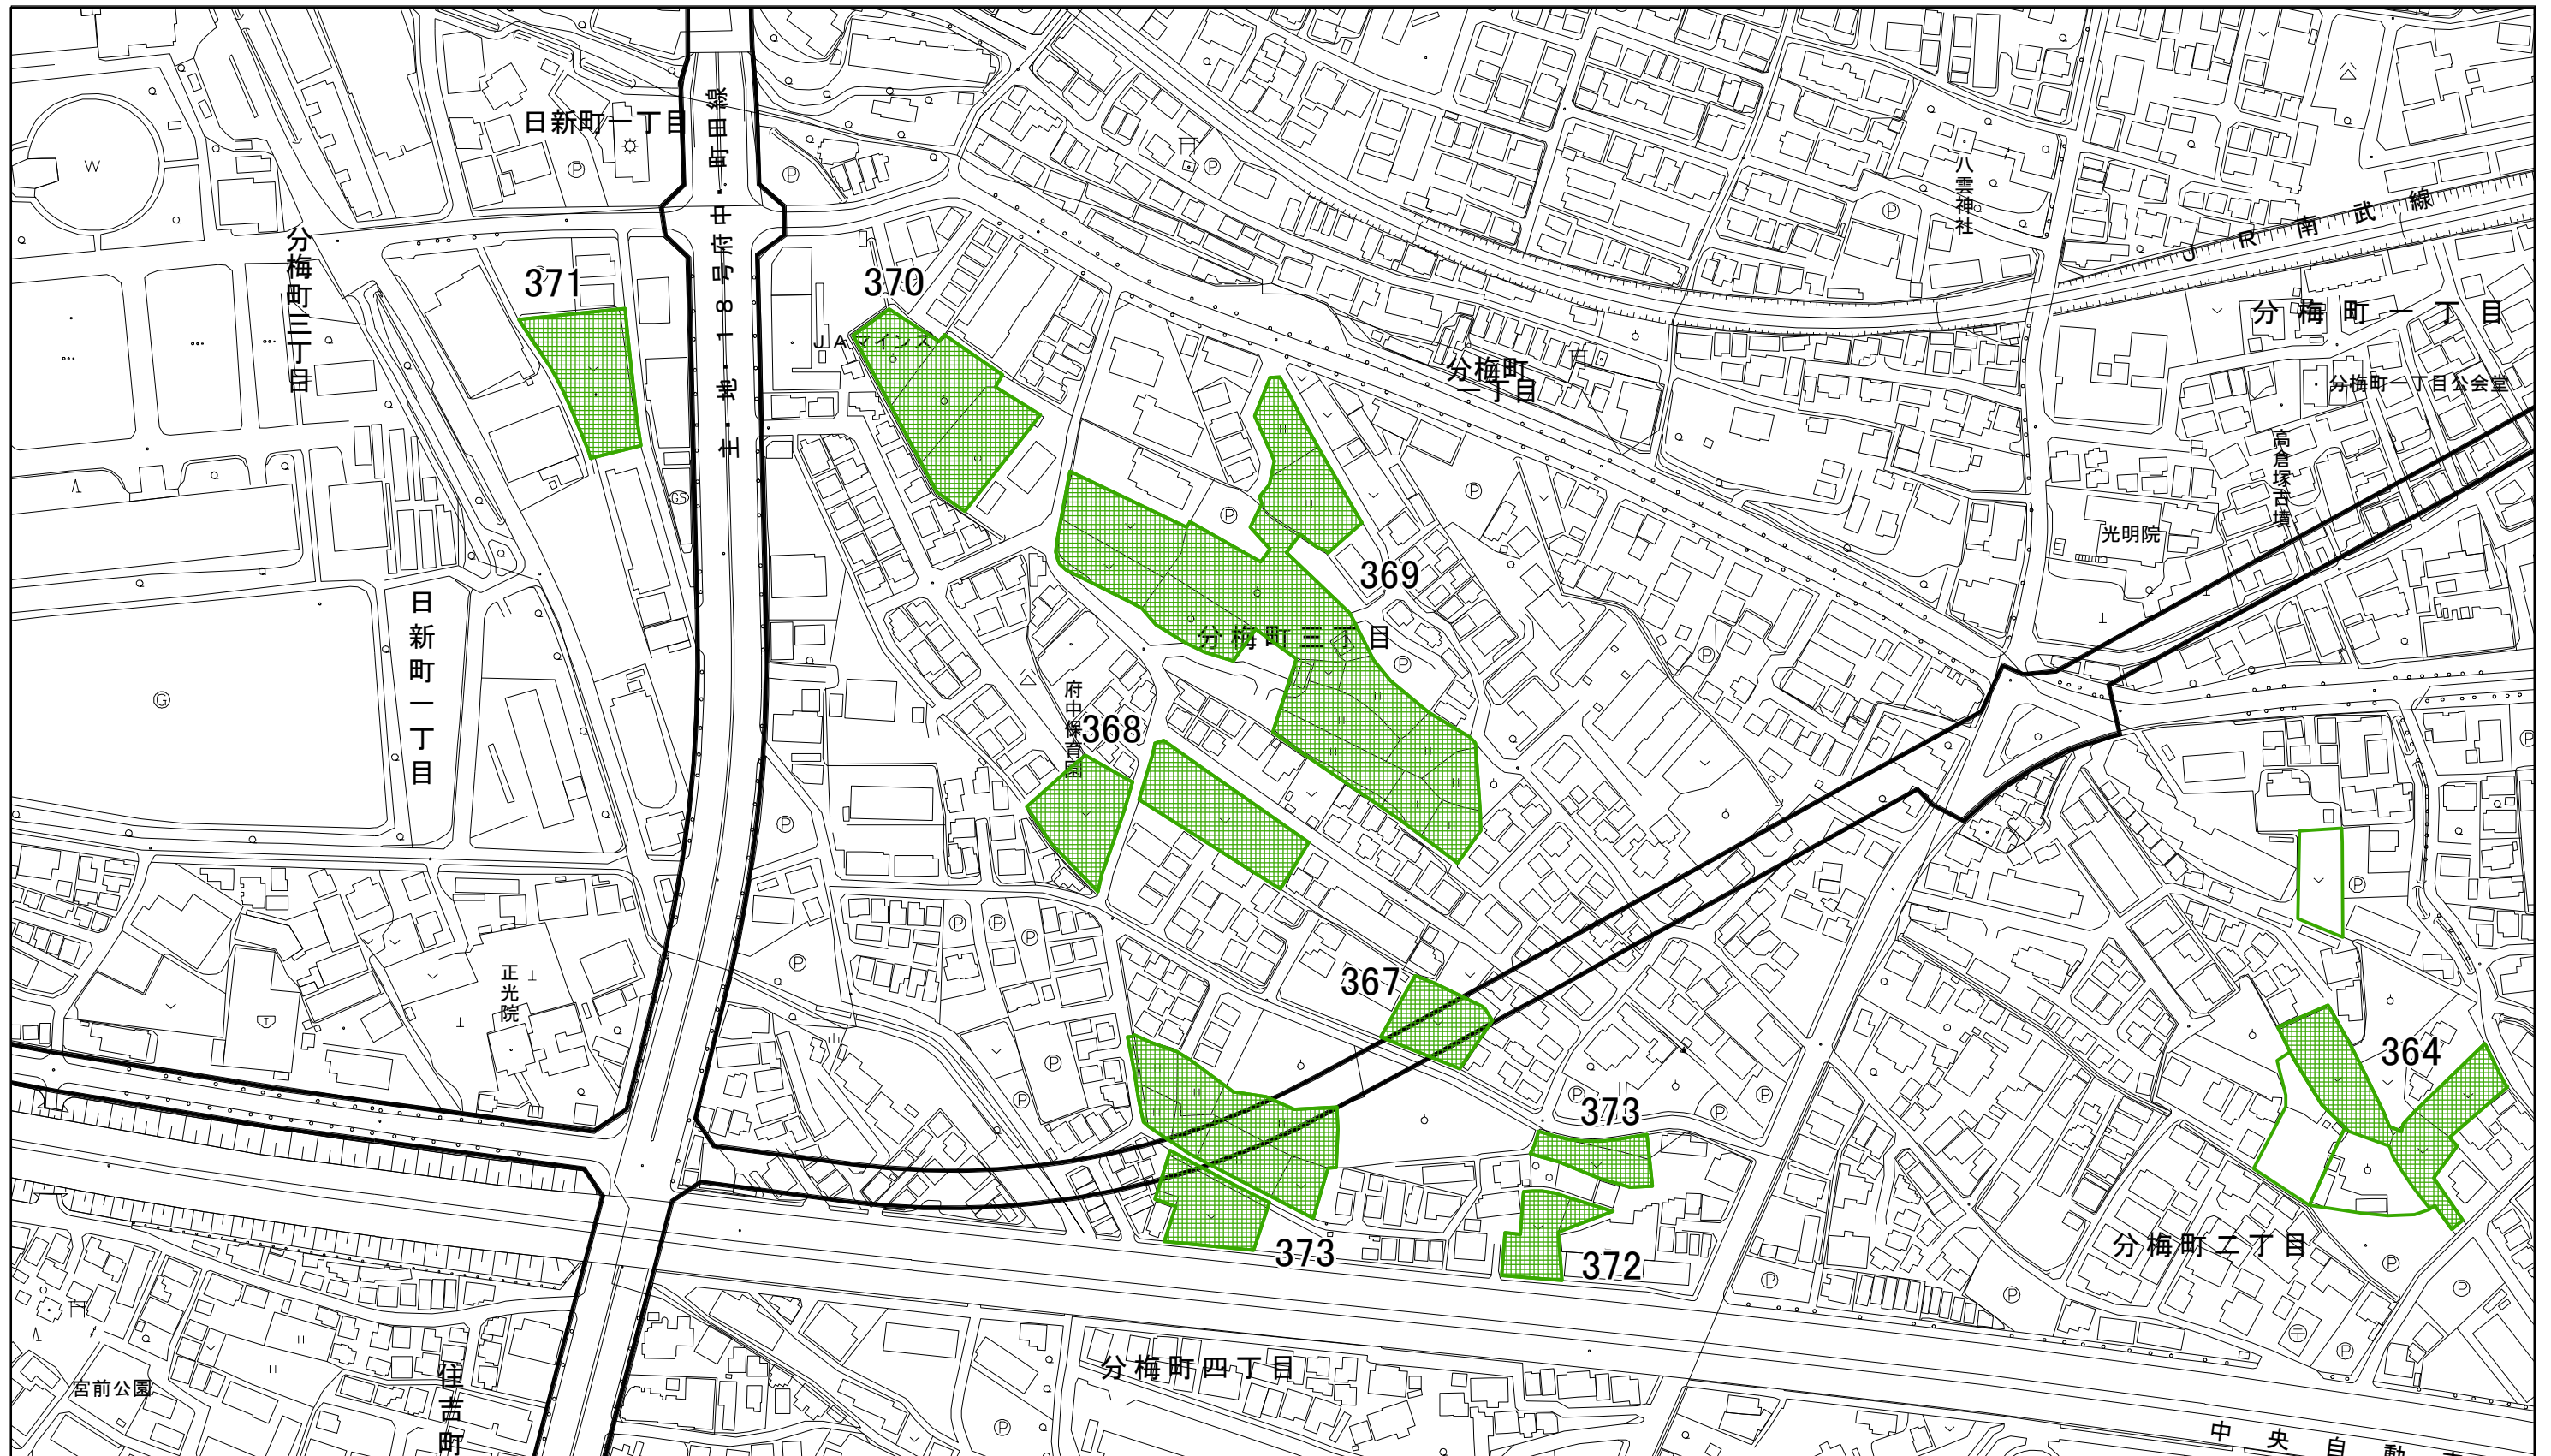 日新町一丁目
主・地・18号府中・町田線
八雲神社
JR南武線
分梅町三丁目
371
370
JAマインズ
分梅町一丁目
分梅町
一丁目
分梅町一丁目公会堂
高倉塚古墳
光明院
GS
369
日新町一丁目
分梅町三丁目
府中保育園
368
G
W
正光院
367
364
373
373
372
分梅町二丁目
分梅町四丁目
宮前公園
住吉町
中央自動